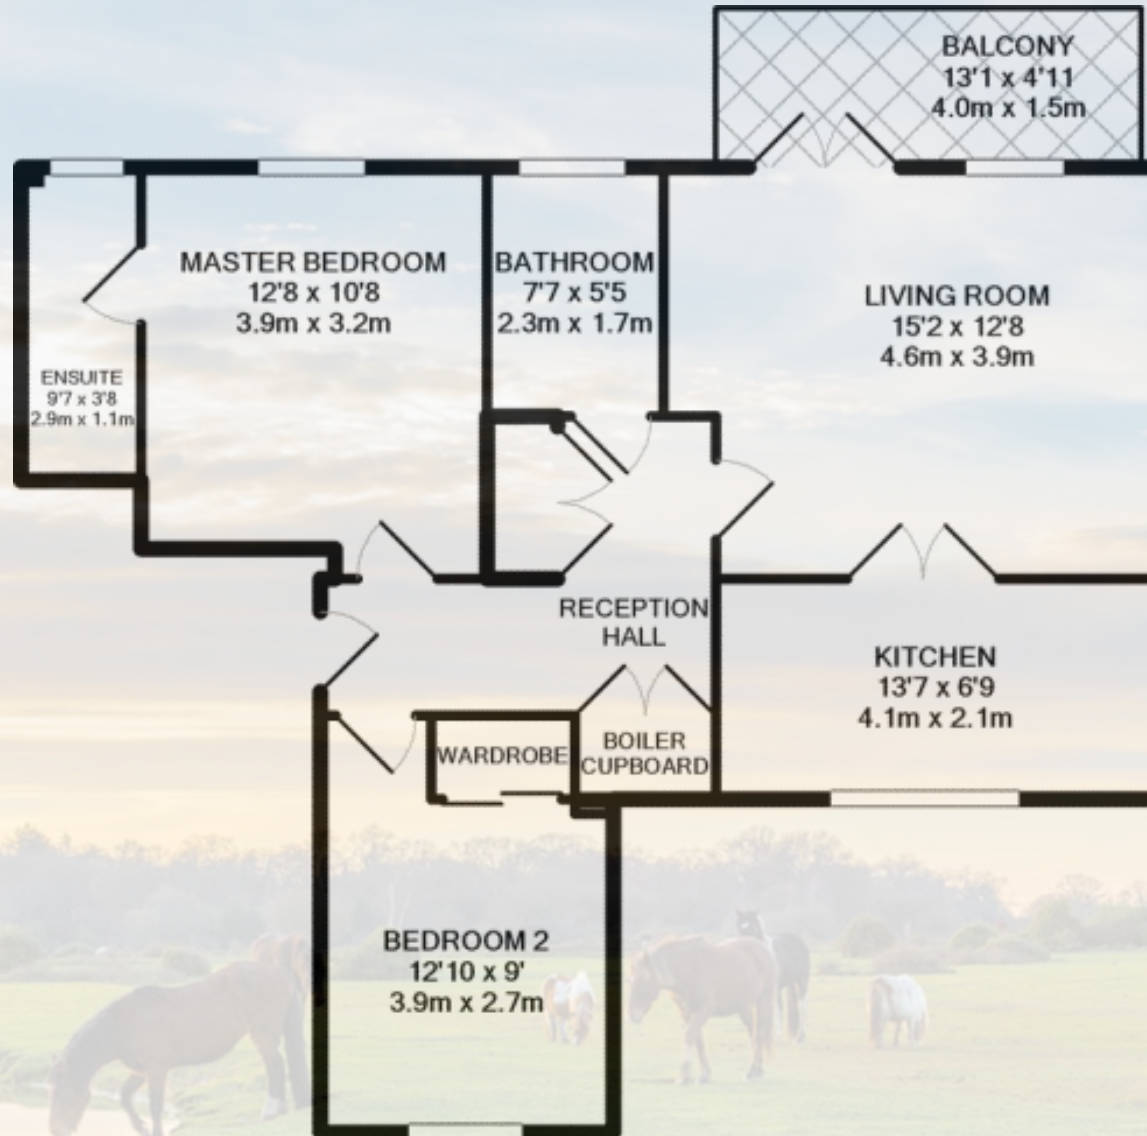 BALCONY
13'1 x 4'11
4.0m x 1.5m
MASTER BEDROOM
12'8 x 10'8
3.9m x 3.2m
BATHROOM
7'7 x 5'5
2.3m x 1.7m
LIVING ROOM
15'2 x 12'8
4.6m x 3.9m
ENSUITE
9'7 x 3'8
2.9m x 1.1m
RECEPTION
HALL
KITCHEN
13'7 x 6'9
4.1m x 2.1m
WARDROBE
BOILER
CUPBOARD
BEDROOM 2
12'10 x 9'
3.9m x 2.7m